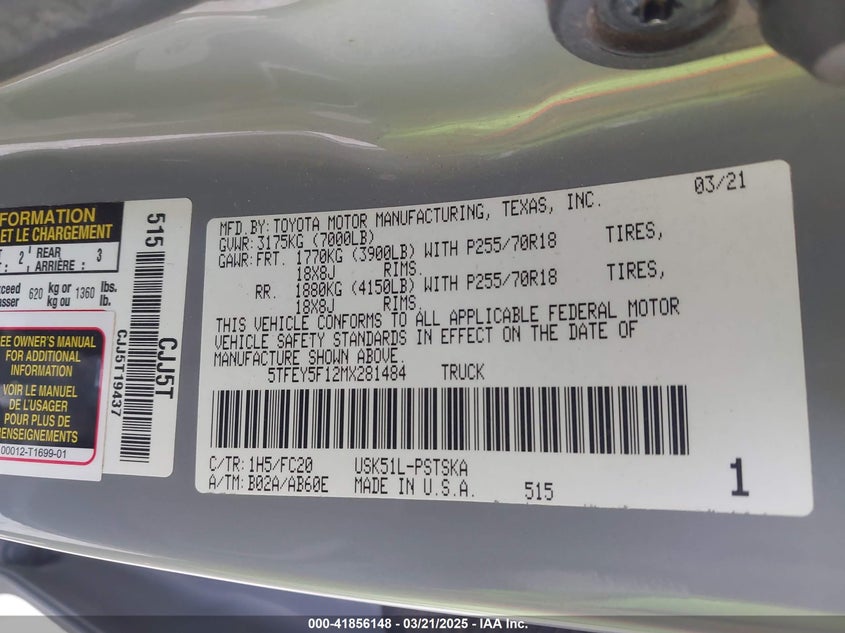 MFD.BY: TOYOTA MOTOR MANUFACTURING, TEXAS, INC. 03/21
GVWR: 3175KG (7000LB)
GAWR: FRT. 1770KG (3900LB) WITH P255/70R18 TIRES,
18X8J RIMS.
RR. 1880KG (4150LB) WITH P255/70R18 TIRES,
18X8J RIMS.
THIS VEHICLE CONFORMS TO ALL APPLICABLE FEDERAL MOTOR
VEHICLE SAFETY STANDARDS IN EFFECT ON THE DATE OF
MANUFACTURE SHOWN ABOVE.
5TFEY5F12MX281484 TRUCK
C/TR: 1H5/FC20 USK51L-PSTSKA
A/TM: B02A/AB60E MADE IN U.S.A. 515 1
FORMATION
ET LE CHARGEMENT
2 REAR 3
ARRIÈRE :
620 kg or 1360 lbs.
kg ou lb.
EE OWNER'S MANUAL
FOR ADDITIONAL
INFORMATION
VOIR LE MANUEL
DE L'USAGER
POUR PLUS DE
RENSEIGNEMENTS
00012-T1699-01
515
CJJ5T
CJJ5T19437
000-41856148 - 03/21/2025 - IAA Inc.